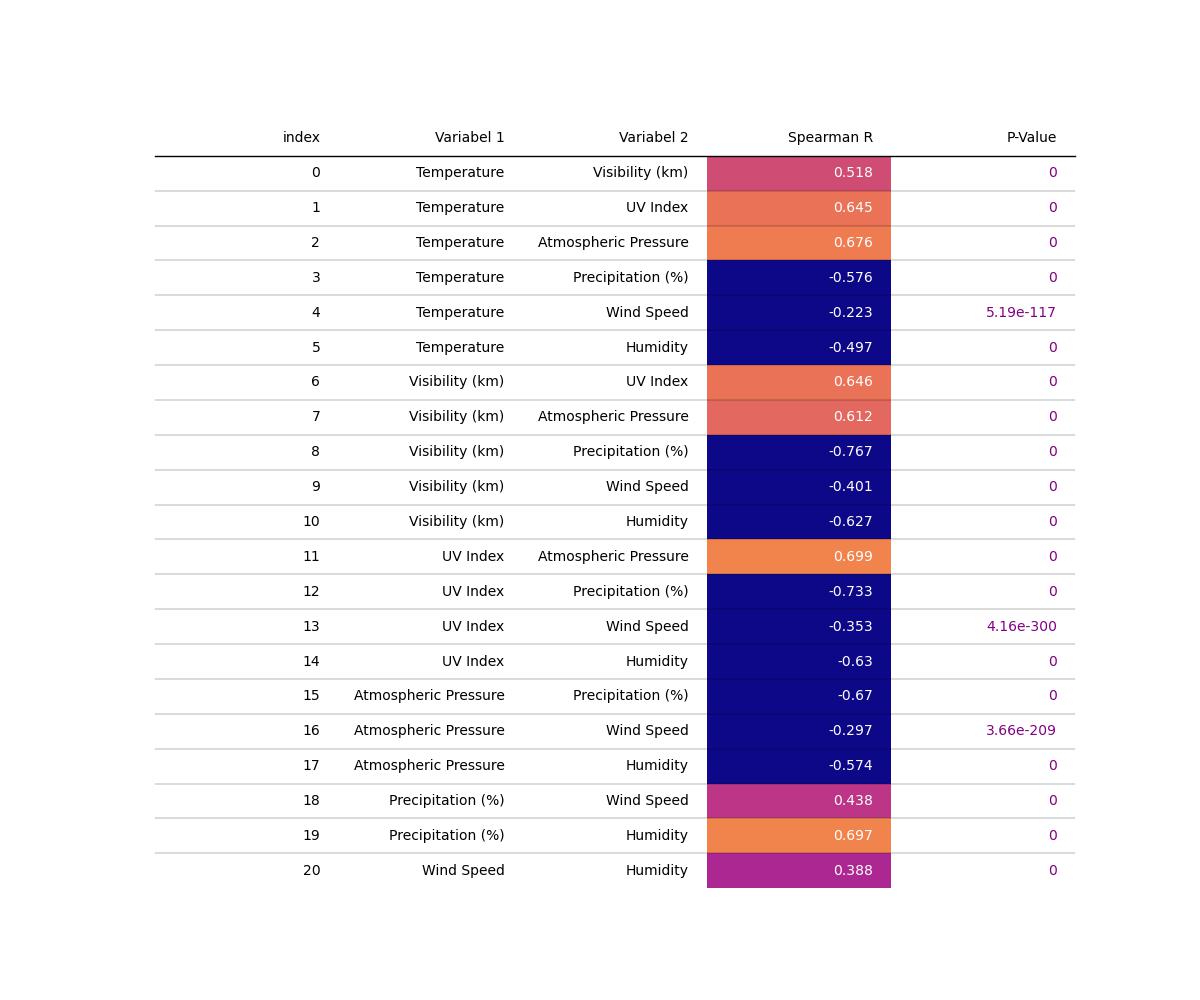 index Variabel 1 Variabel 2 Spearman R P-Value
0 Temperature Visibility (km) 0.518 0
1 Temperature UV Index 0.645 0
2 Temperature Atmospheric Pressure 0.676 0
3 Temperature Precipitation (%) -0.576 0
4 Temperature Wind Speed -0.223 5.19e-117
5 Temperature Humidity -0.497 0
6 Visibility (km) UV Index 0.646 0
7 Visibility (km) Atmospheric Pressure 0.612 0
8 Visibility (km) Precipitation (%) -0.767 0
9 Visibility (km) Wind Speed -0.401 0
10 Visibility (km) Humidity -0.627 0
11 UV Index Atmospheric Pressure 0.699 0
12 UV Index Precipitation (%) -0.733 0
13 UV Index Wind Speed -0.353 4.16e-300
14 UV Index Humidity -0.63 0
15 Atmospheric Pressure Precipitation (%) -0.67 0
16 Atmospheric Pressure Wind Speed -0.297 3.66e-209
17 Atmospheric Pressure Humidity -0.574 0
18 Precipitation (%) Wind Speed 0.438 0
19 Precipitation (%) Humidity 0.697 0
20 Wind Speed Humidity 0.388 0